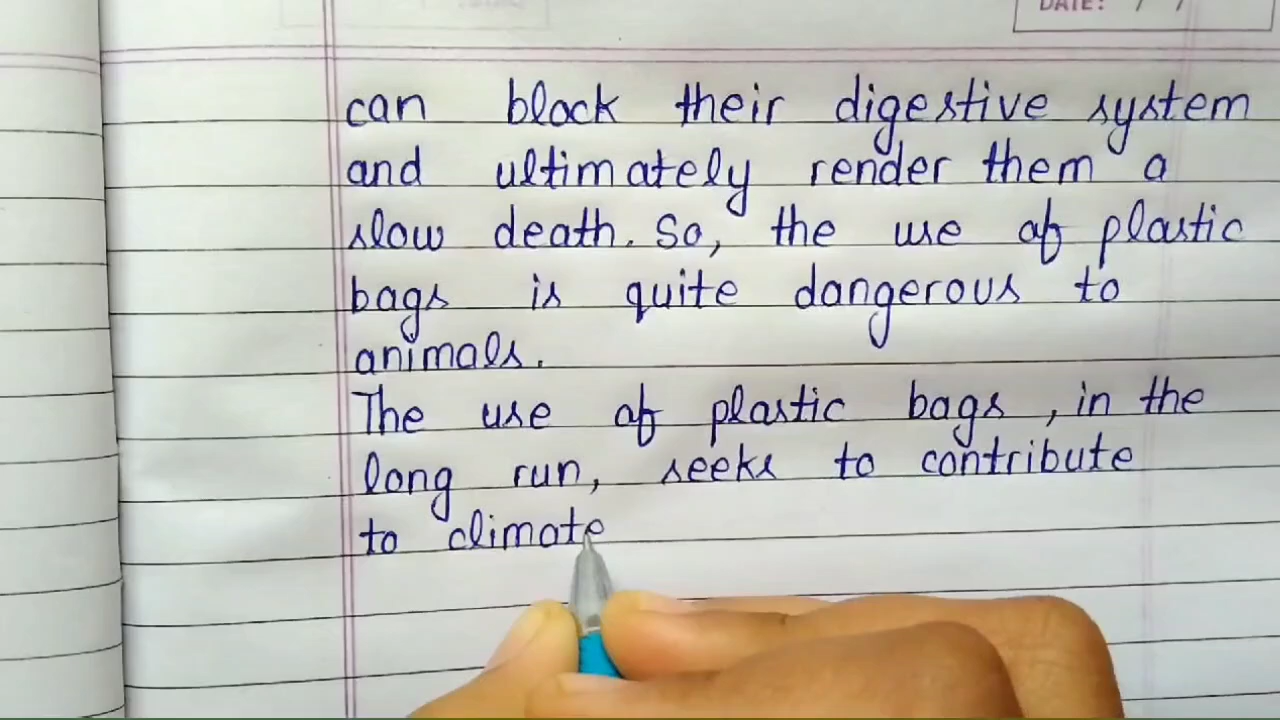 DATE: / /
can block their digestive system
and ultimately render them a
slow death. So, the use of plastic
bags is quite dangerous to
animals.
The use of plastic bags, in the
long run, seeks to contribute
to climate